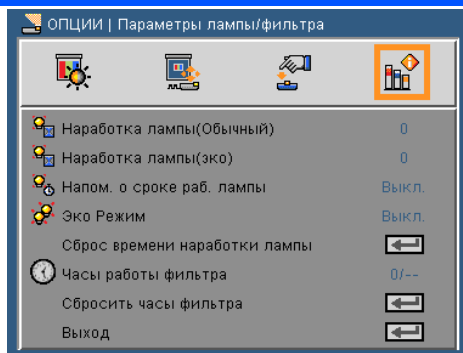 ОПЦИИ | Параметры лампы/фильтра
Наработка лампы(Обычный) 0
Наработка лампы(эко) 0
Напом. о сроке раб. лампы Выкл.
Эко Режим Выкл.
Сброс времени наработки лампы
Часы работы фильтра 0/--
Сбросить часы фильтра
Выход